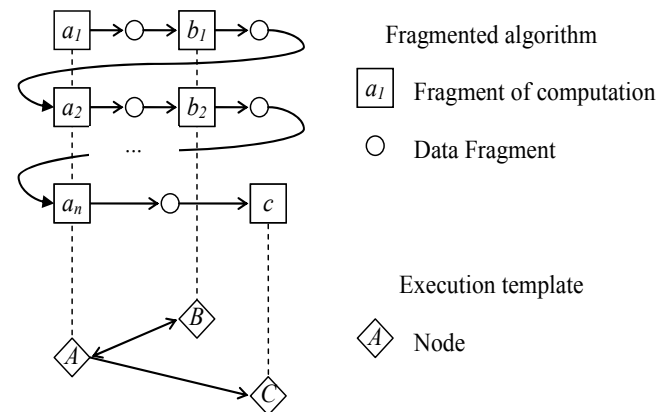 a1 b1
Fragmented algorithm
a2 b2
a1 Fragment of computation
...
Data Fragment
an c
Execution template
B
A
A Node
C